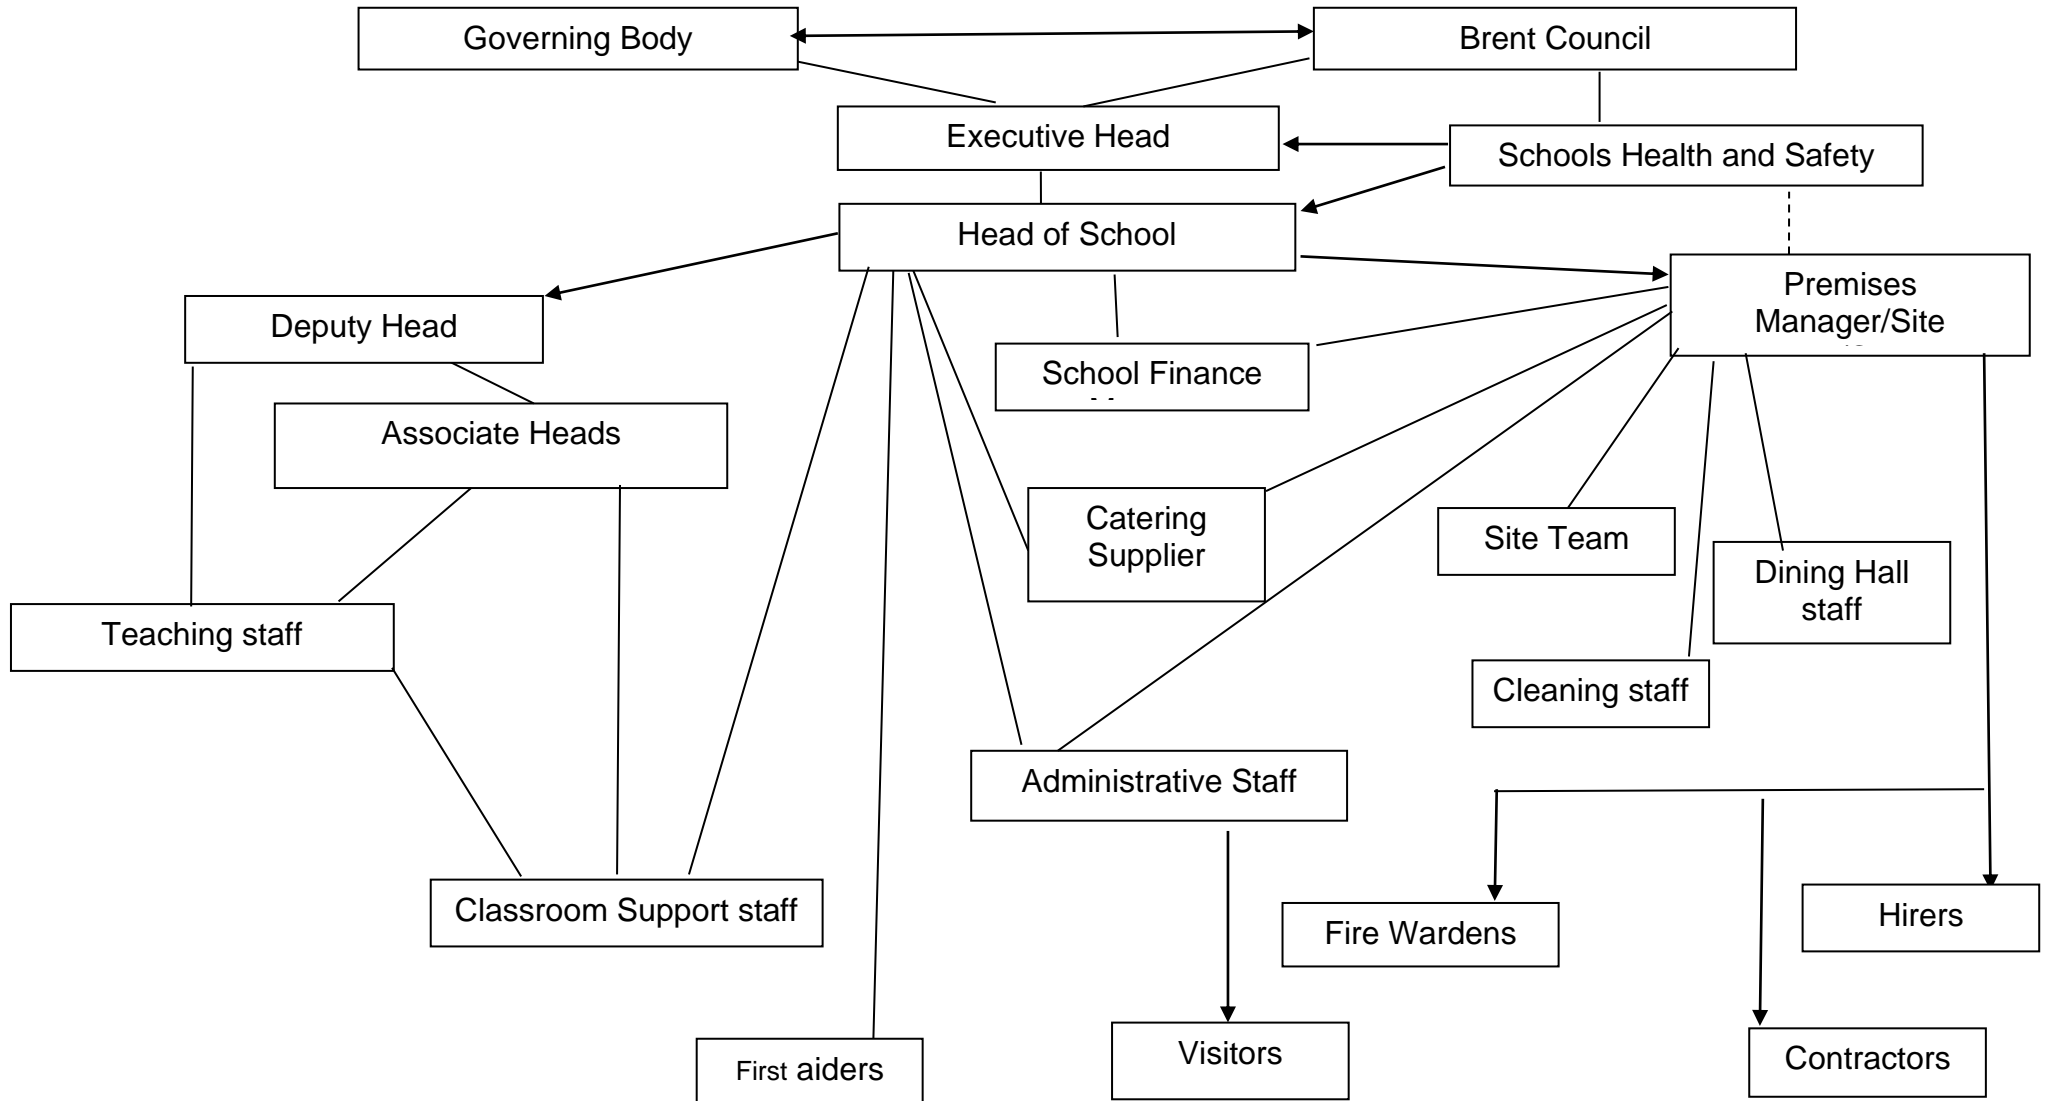 Governing Body
Brent Council
Executive Head
Schools Health and Safety
Head of School
Premises
Manager/Site
Deputy Head
School Finance
Associate Heads
Catering
Supplier
Site Team
Dining Hall
staff
Teaching staff
Cleaning staff
Administrative Staff
Classroom Support staff
Fire Wardens
Hirers
Visitors
Contractors
First aiders